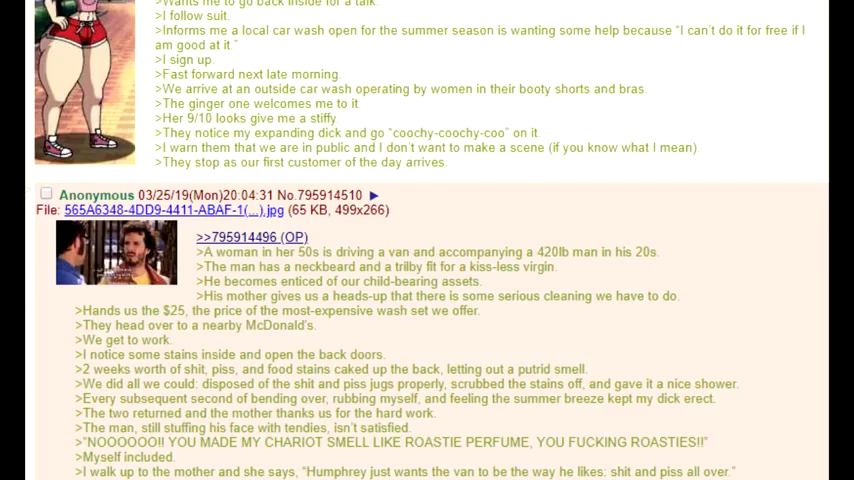 >Wants me to go back inside for a talk.
>I follow suit.
>Informs me a local car wash open for the summer season is wanting some help because "I can't do it for free if I
am good at it."
>I sign up.
>Fast forward next late morning.
>We arrive at an outside car wash operating by women in their booty shorts and bras.
>The ginger one welcomes me to it.
>Her 9/10 looks give me a stiffy.
>They notice my expanding dick and go "coochy-coochy-coo" on it.
>I warn them that we are in public and I don't want to make a scene (if you know what I mean).
>They stop as our first customer of the day arrives.
Anonymous 03/25/19(Mon)20:04:31 No.795914510 ▶
File: 565A6348-4DD9-4411-ABAF-1(...).jpg (65 KB, 499x266)
>>795914496 (OP)
>A woman in her 50s is driving a van and accompanying a 420lb man in his 20s.
>The man has a neckbeard and a trilby fit for a kiss-less virgin.
>He becomes enticed of our child-bearing assets.
>His mother gives us a heads-up that there is some serious cleaning we have to do.
>Hands us the $25, the price of the most-expensive wash set we offer.
>They head over to a nearby McDonald's.
>We get to work.
>I notice some stains inside and open the back doors.
>2 weeks worth of shit, piss, and food stains caked up the back, letting out a putrid smell.
>We did all we could: disposed of the shit and piss jugs properly, scrubbed the stains off, and gave it a nice shower.
>Every subsequent second of bending over, rubbing myself, and feeling the summer breeze kept my dick erect.
>The two returned and the mother thanks us for the hard work.
>The man, still stuffing his face with tendies, isn't satisfied.
>"NOOOOOO!! YOU MADE MY CHARIOT SMELL LIKE ROASTIE PERFUME, YOU FUCKING ROASTIES!!"
>Myself included.
>I walk up to the mother and she says, "Humphrey just wants the van to be the way he likes: shit and piss all over."